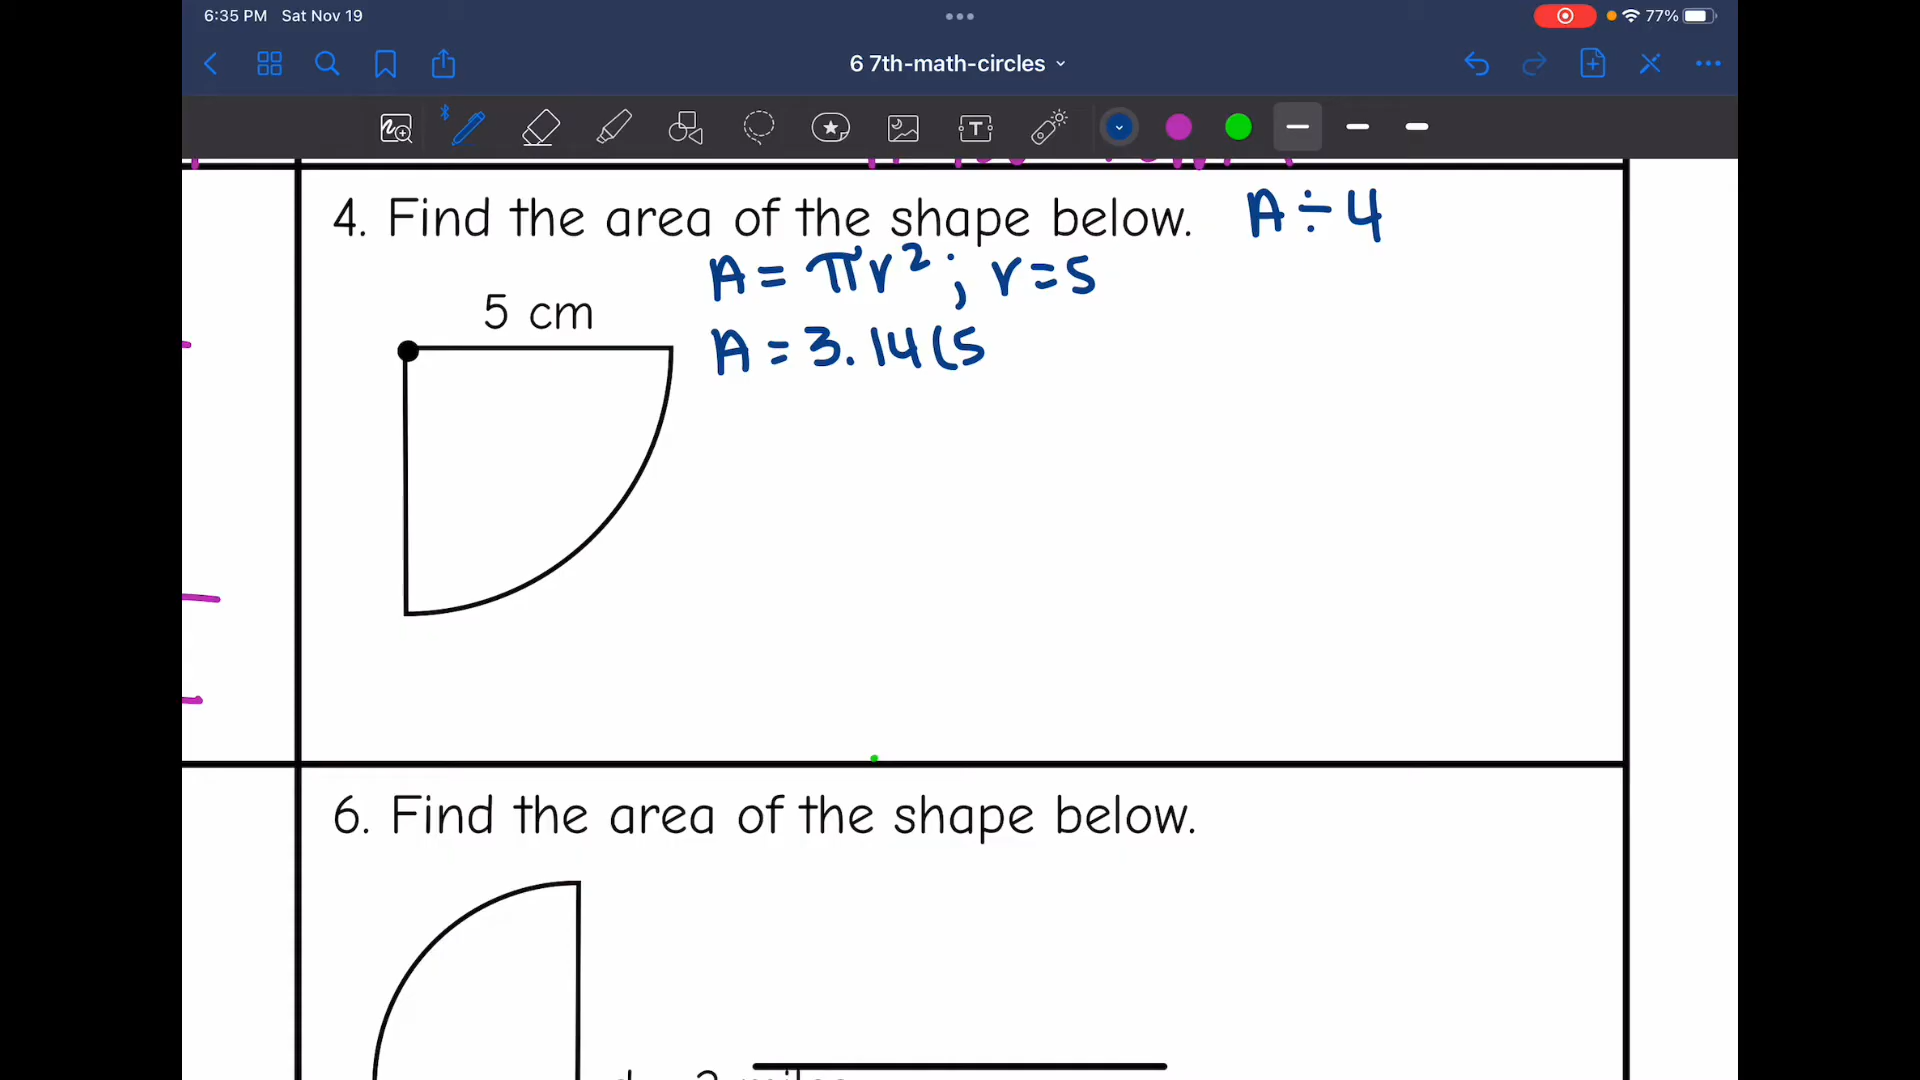 6:35 PM Sat Nov 19
77%
6 7th-math-circles
T
4. Find the area of the shape below. A ÷ 4
A = πr²; r = 5
5 cm
A = 3.14(5
6. Find the area of the shape below.